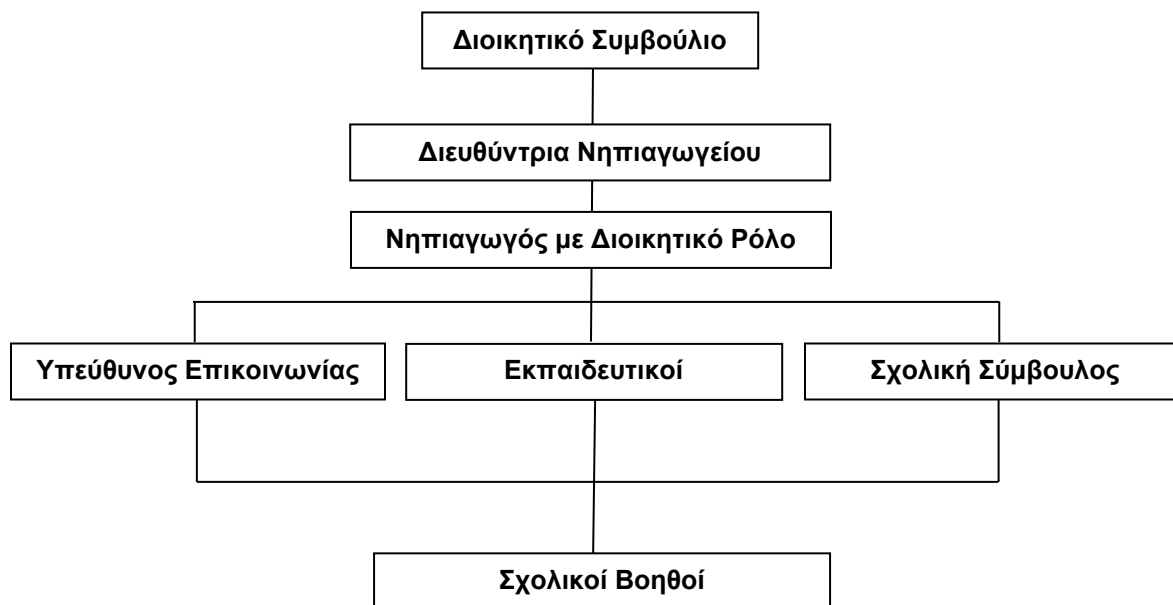 Διοικητικό Συμβούλιο
Διευθύντρια Νηπιαγωγείου
Νηπιαγωγός με Διοικητικό Ρόλο
Υπεύθυνος Επικοινωνίας
Εκπαιδευτικοί
Σχολική Σύμβουλος
Σχολικοί Βοηθοί